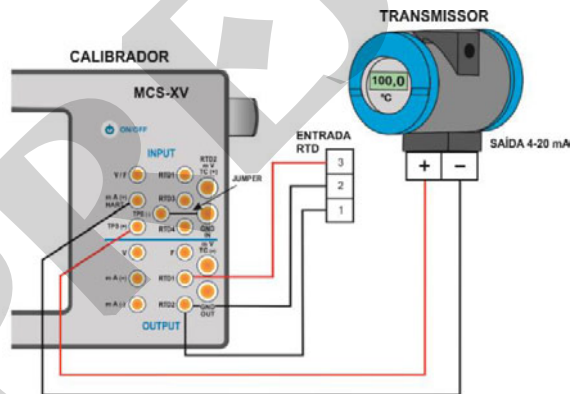 TRANSMISSOR
CALIBRADOR
MCS-XV
100,0
°C
ON/OFF
INPUT
ENTRADA
RTD
SAÍDA 4-20 mA
+ −
3
2
1
JUMPER
V/F
RTD1
RTD2
m V
TC (+)
m A (+)
HART
RTD3
TPS (-)
TPS (+)
RTD4
GND
IN
V
F
m V
TC (+)
m A (+)
RTD1
m A (-)
RTD2
GND
OUT
OUTPUT